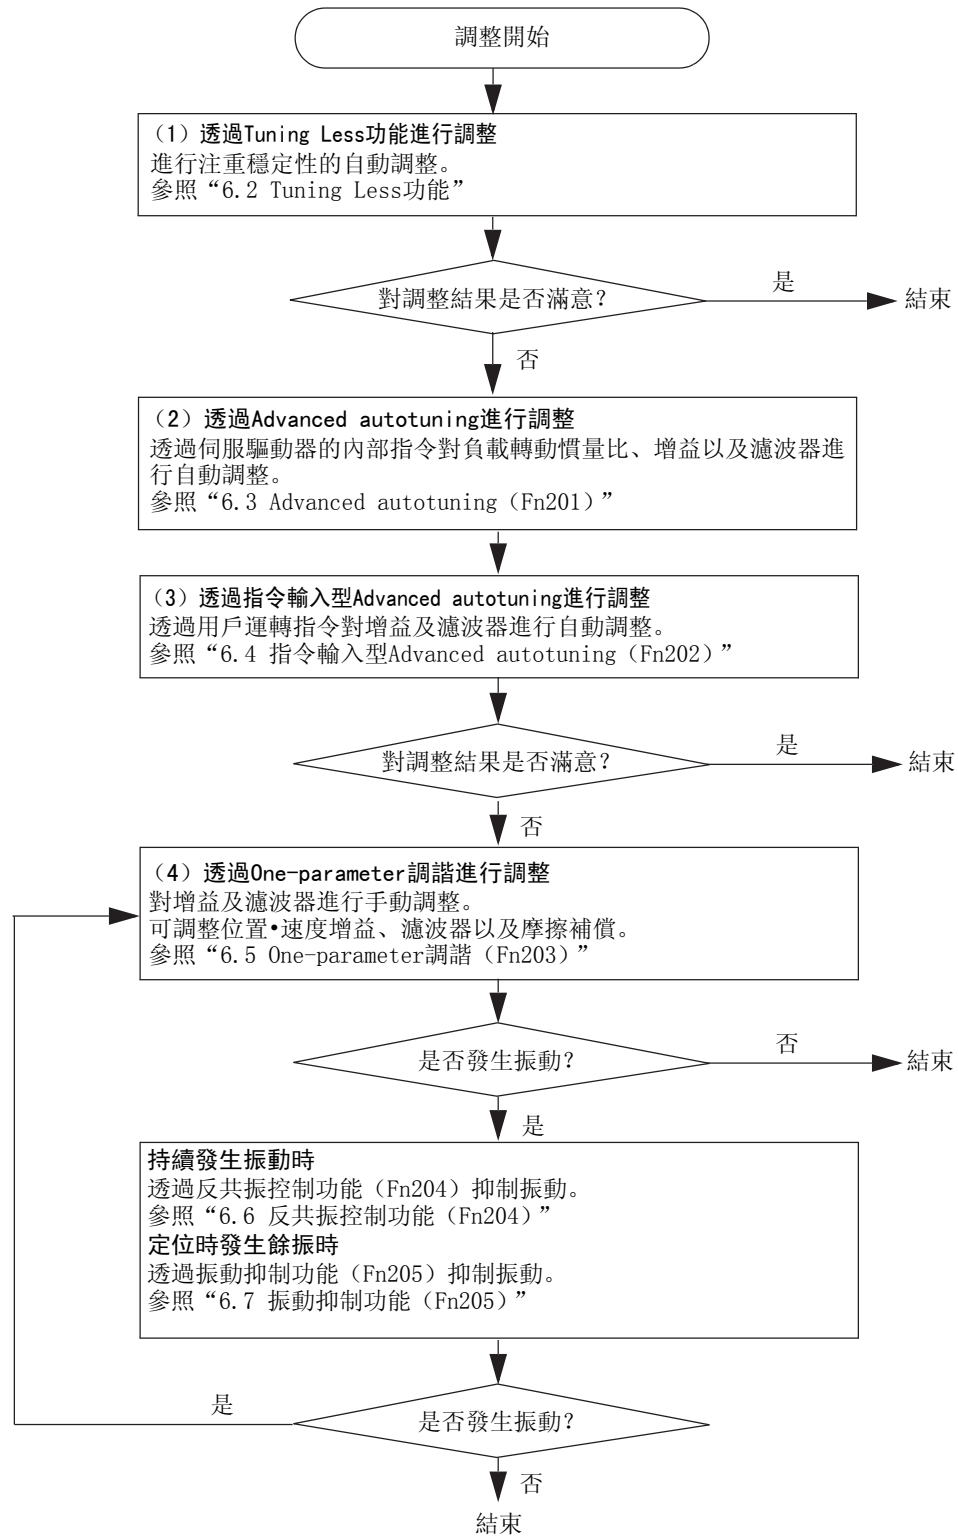 調整開始
（1）透過Tuning Less功能進行調整
進行注重穩定性的自動調整。
參照“6.2 Tuning Less功能”
對調整結果是否滿意？
是
結束
否
（2）透過Advanced autotuning進行調整
透過伺服驅動器的內部指令對負載轉動慣量比、增益以及濾波器進
行自動調整。
參照“6.3 Advanced autotuning（Fn201）”
（3）透過指令輸入型Advanced autotuning進行調整
透過用戶運轉指令對增益及濾波器進行自動調整。
參照“6.4 指令輸入型Advanced autotuning（Fn202）”
對調整結果是否滿意？
是
結束
否
（4）透過One-parameter調諧進行調整
對增益及濾波器進行手動調整。
可調整位置•速度增益、濾波器以及摩擦補償。
參照“6.5 One-parameter調諧（Fn203）”
是否發生振動？
否
結束
是
持續發生振動時
透過反共振控制功能（Fn204）抑制振動。
參照“6.6 反共振控制功能（Fn204）”
定位時發生餘振時
透過振動抑制功能（Fn205）抑制振動。
參照“6.7 振動抑制功能（Fn205）”
是
是否發生振動？
否
結束